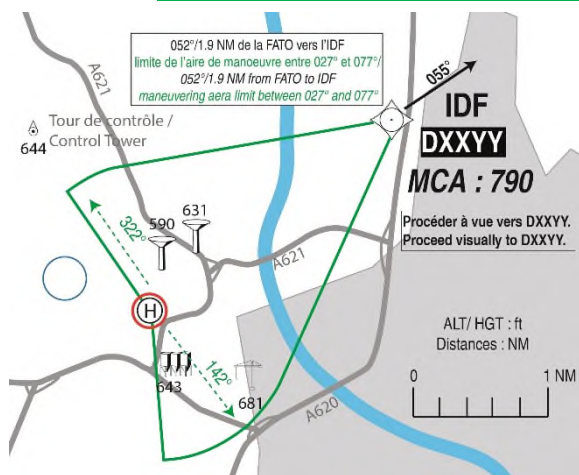 052°/1.9 NM de la FATO vers l'IDF
limite de l'aire de manoeuvre entre 027° et 077°/
052°/1.9 NM from FATO to IDF
maneuvering aera limit between 027° and 077°
A621
055°
IDF
DXXYY
MCA : 790
Procéder à vue vers DXXYY.
Proceed visually to DXXYY.
Tour de contrôle /
Control Tower
644
322°
590
631
A621
H
142°
643
681
A620
ALT/ HGT : ft
Distances : NM
0
1 NM